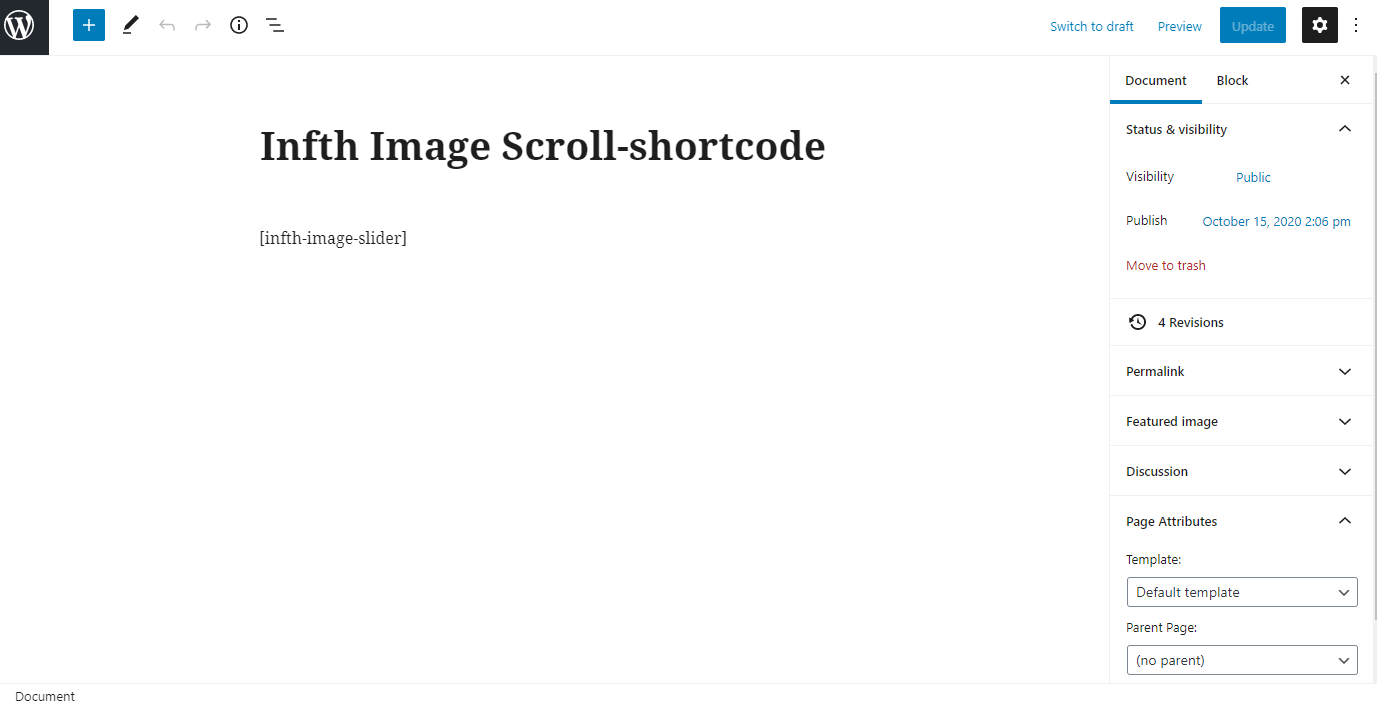 Switch to draft
Preview
Update
Document
Block
Infth Image Scroll-shortcode
[infth-image-slider]
Status & visibility
Visibility
Public
Publish
October 15, 2020 2:06 pm
Move to trash
4 Revisions
Permalink
Featured image
Discussion
Page Attributes
Template:
Default template
Parent Page:
(no parent)
Document